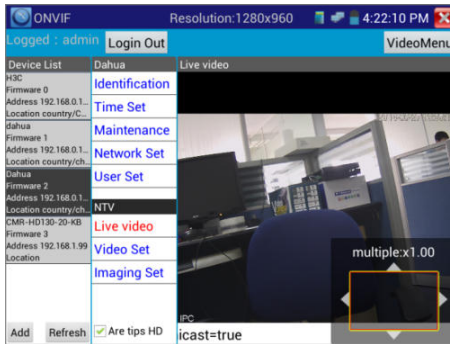 ONVIF Resolution:1280x960 4:22:10 PM
Logged : admin Login Out VideoMenu
Device List
H3C
Firmware 0
Address 192.168.0.1...
Location country/C...
dahua
Firmware 1
Address 192.168.0.1...
Location country/ch...
Dahua
Firmware 2
Address 192.168.0.1...
Location country/ch...
CMR-HD130-20-KB
Firmware 3
Address 192.168.1.99
Location
Add Refresh
Dahua
Identification
Time Set
Maintenance
Network Set
User Set
NTV
Live video
Video Set
Imaging Set
Are tips HD
Live video
multiple:x1.00
IPC
icast=true